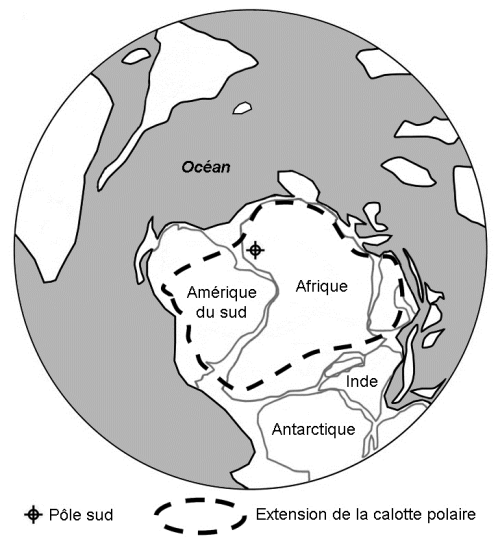 Océan
Afrique
Amérique
du sud
Inde
Antarctique
Pôle sud
Extension de la calotte polaire